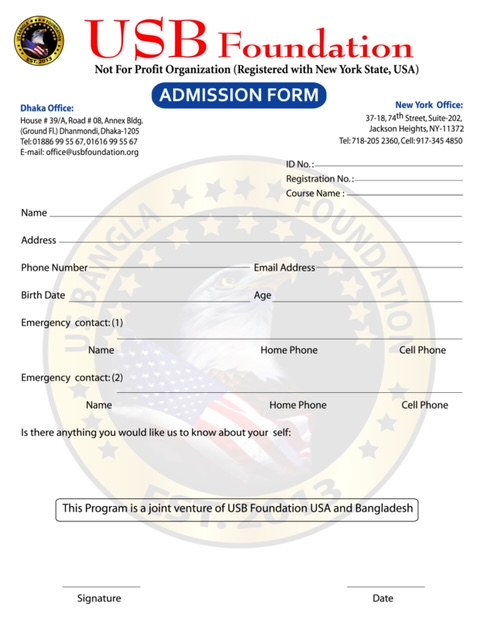 USB Foundation
Not For Profit Organization (Registered with New York State, USA)
ADMISSION FORM
Dhaka Office:
House # 39/A, Road # 08, Annex Bldg.
(Ground Fl.) Dhanmondi, Dhaka-1205
Tel: 01886 99 55 67, 01616 99 55 67
E-mail: office@usbfoundation.org
New York Office:
37-18, 74th Street, Suite-202,
Jackson Heights, NY-11372
Tel: 718-205 2360, Cell: 917-345 4850
ID No. :
Registration No. :
Course Name :
Name
Address
Phone Number Email Address
Birth Date Age
Emergency contact: (1)
Name Home Phone Cell Phone
Emergency contact: (2)
Name Home Phone Cell Phone
Is there anything you would like us to know about your self:
This Program is a joint venture of USB Foundation USA and Bangladesh
Signature Date
US BANGLA FOUNDATION
EST. 2013